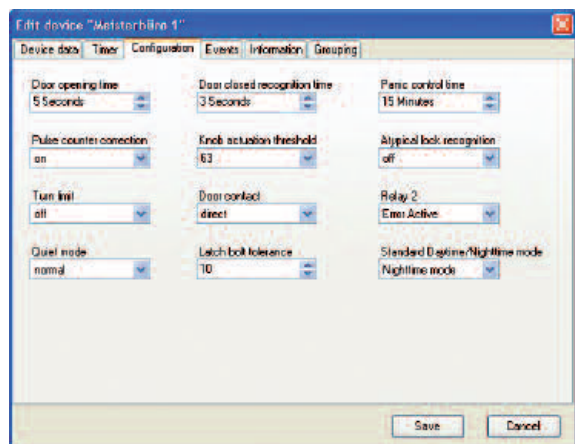 Edit device "Meisterbüro 1"
Device data Timer Configuration Events Information Grouping
Door opening time Door closed recognition time Panic control time
5 Seconds 3 Seconds 15 Minutes
Pulse counter correction Knob actuation threshold Atypical lock recognition
on 63 off
Turn limit Door contact Relay 2
off direct Error Active
Quiet mode Latch bolt tolerance Standard Daytime/Nighttime mode
normal 10 Nighttime mode
Save Cancel